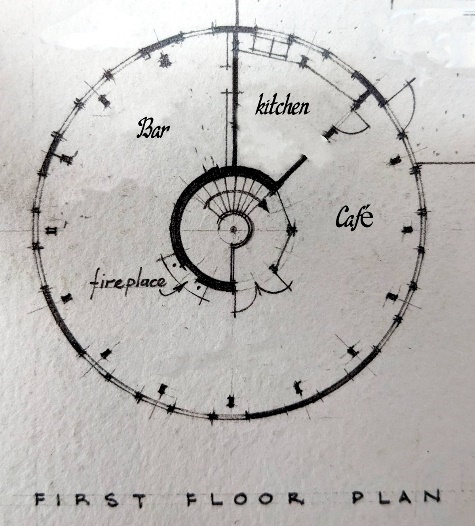 kitchen
Bar
Café
fireplace
FIRST FLOOR PLAN